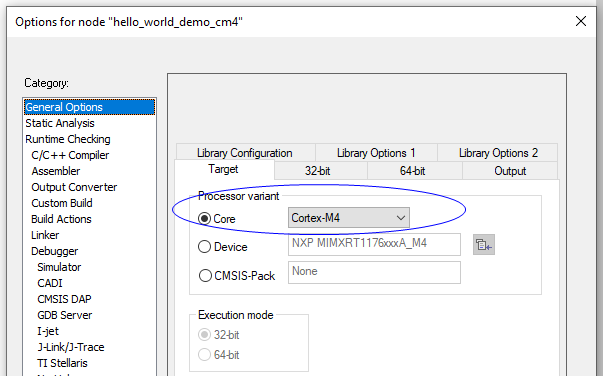 Options for node "hello_world_demo_cm4"
Category:
General Options
Static Analysis
Runtime Checking
C/C++ Compiler
Assembler
Output Converter
Custom Build
Build Actions
Linker
Debugger
Simulator
CADI
CMSIS DAP
GDB Server
I-jet
J-Link/J-Trace
TI Stellaris
Library Configuration Library Options 1 Library Options 2
Target 32-bit 64-bit Output
Processor variant
Core Cortex-M4
Device NXP MIMXRT1176xxxA_M4
CMSIS-Pack None
Execution mode
32-bit
64-bit